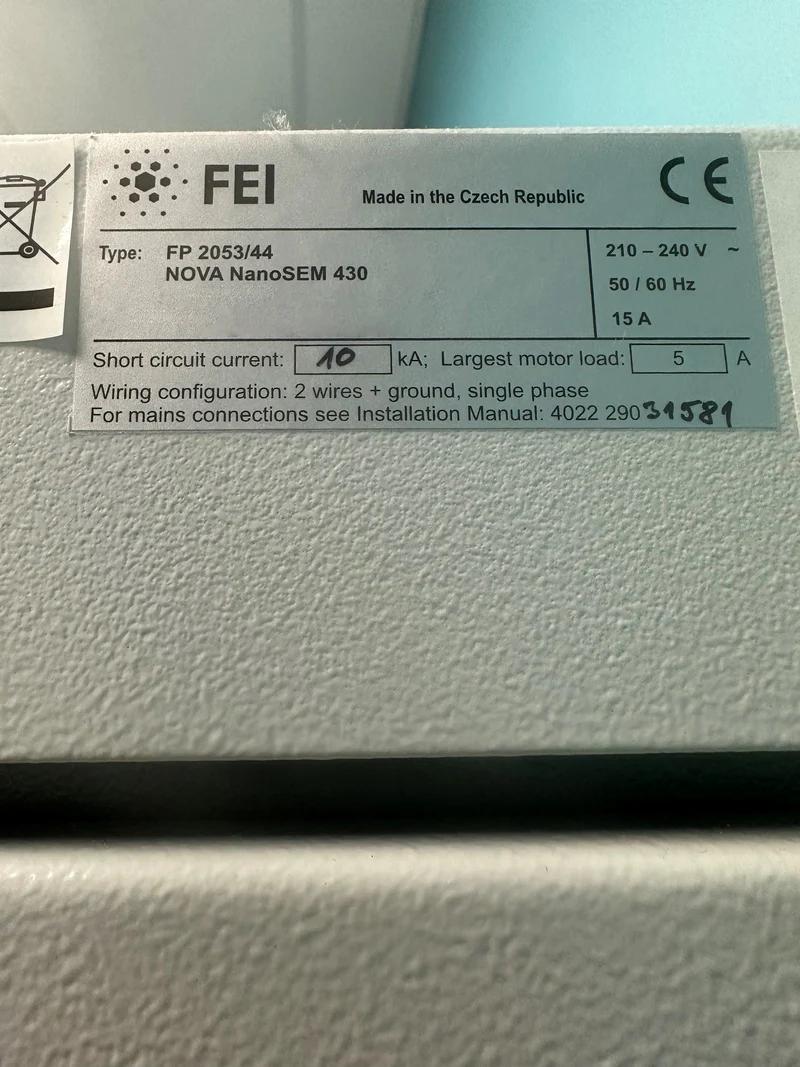 FEI
Made in the Czech Republic
CE
Type: FP 2053/44
NOVA NanoSEM 430
210 – 240 V ~
50 / 60 Hz
15 A
Short circuit current: 10 kA; Largest motor load: 5 A
Wiring configuration: 2 wires + ground, single phase
For mains connections see Installation Manual: 4022 290 31581